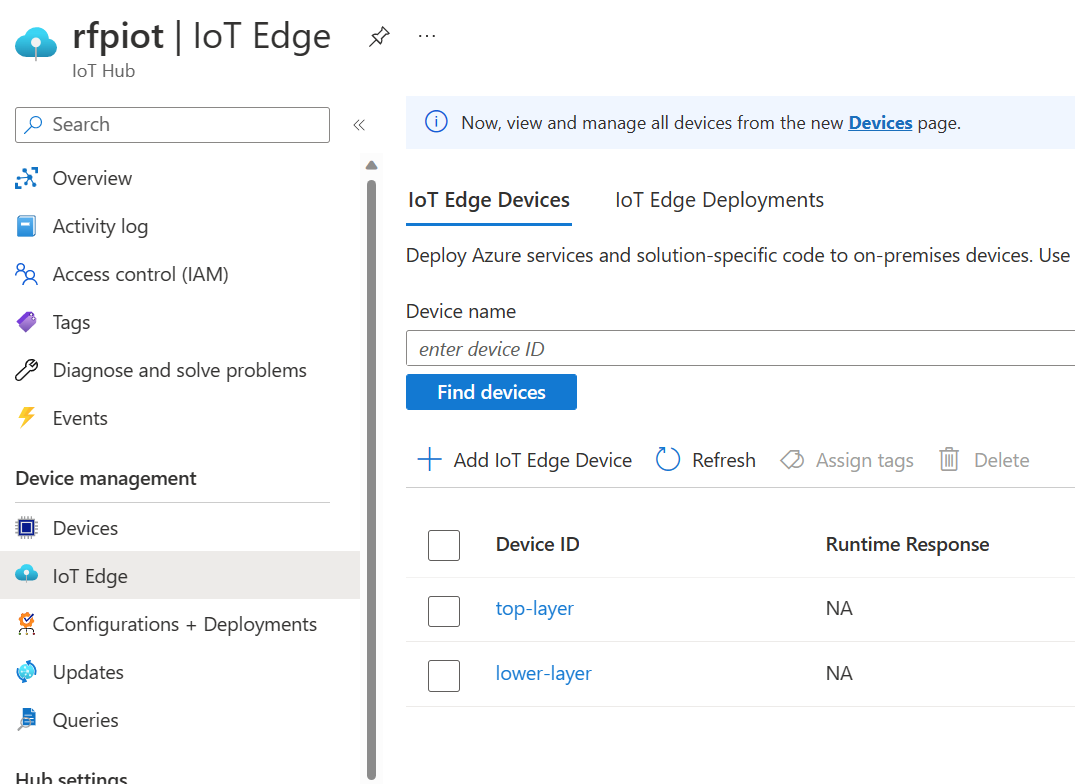 rfpiot | IoT Edge
IoT Hub
Search
Overview
Activity log
Access control (IAM)
Tags
Diagnose and solve problems
Events
Device management
Devices
IoT Edge
Configurations + Deployments
Updates
Queries
Hub settings
Now, view and manage all devices from the new Devices page.
IoT Edge Devices IoT Edge Deployments
Deploy Azure services and solution-specific code to on-premises devices. Use
Device name
enter device ID
Find devices
Add IoT Edge Device Refresh Assign tags Delete
Device ID Runtime Response
top-layer NA
lower-layer NA